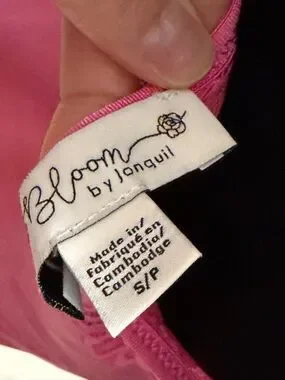 Bloom
by Jonquil
Made in/
Fabriqué en
Cambodia/
Cambodge
S/P